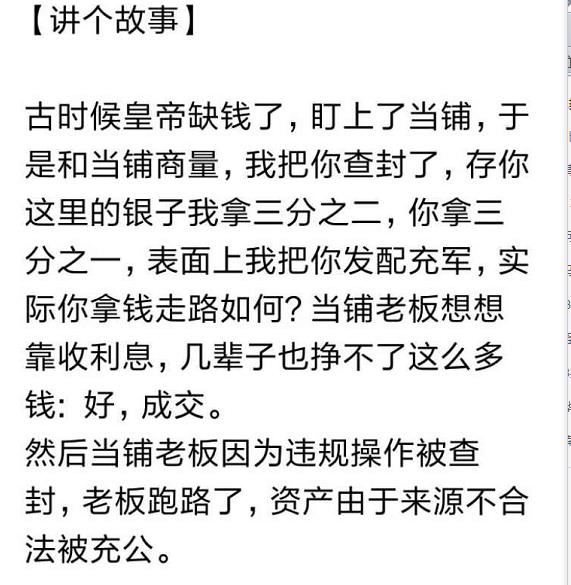 【讲个故事】
古时候皇帝缺钱了，盯上了当铺，于
是和当铺商量，我把你查封了，存你
这里的银子我拿三分之二，你拿三
分之一，表面上我把你发配充军，实
际你拿钱走路如何？当铺老板想想
靠收利息，几辈子也挣不了这么多
钱：好，成交。
然后当铺老板因为违规操作被查
封，老板跑路了，资产由于来源不合
法被充公。